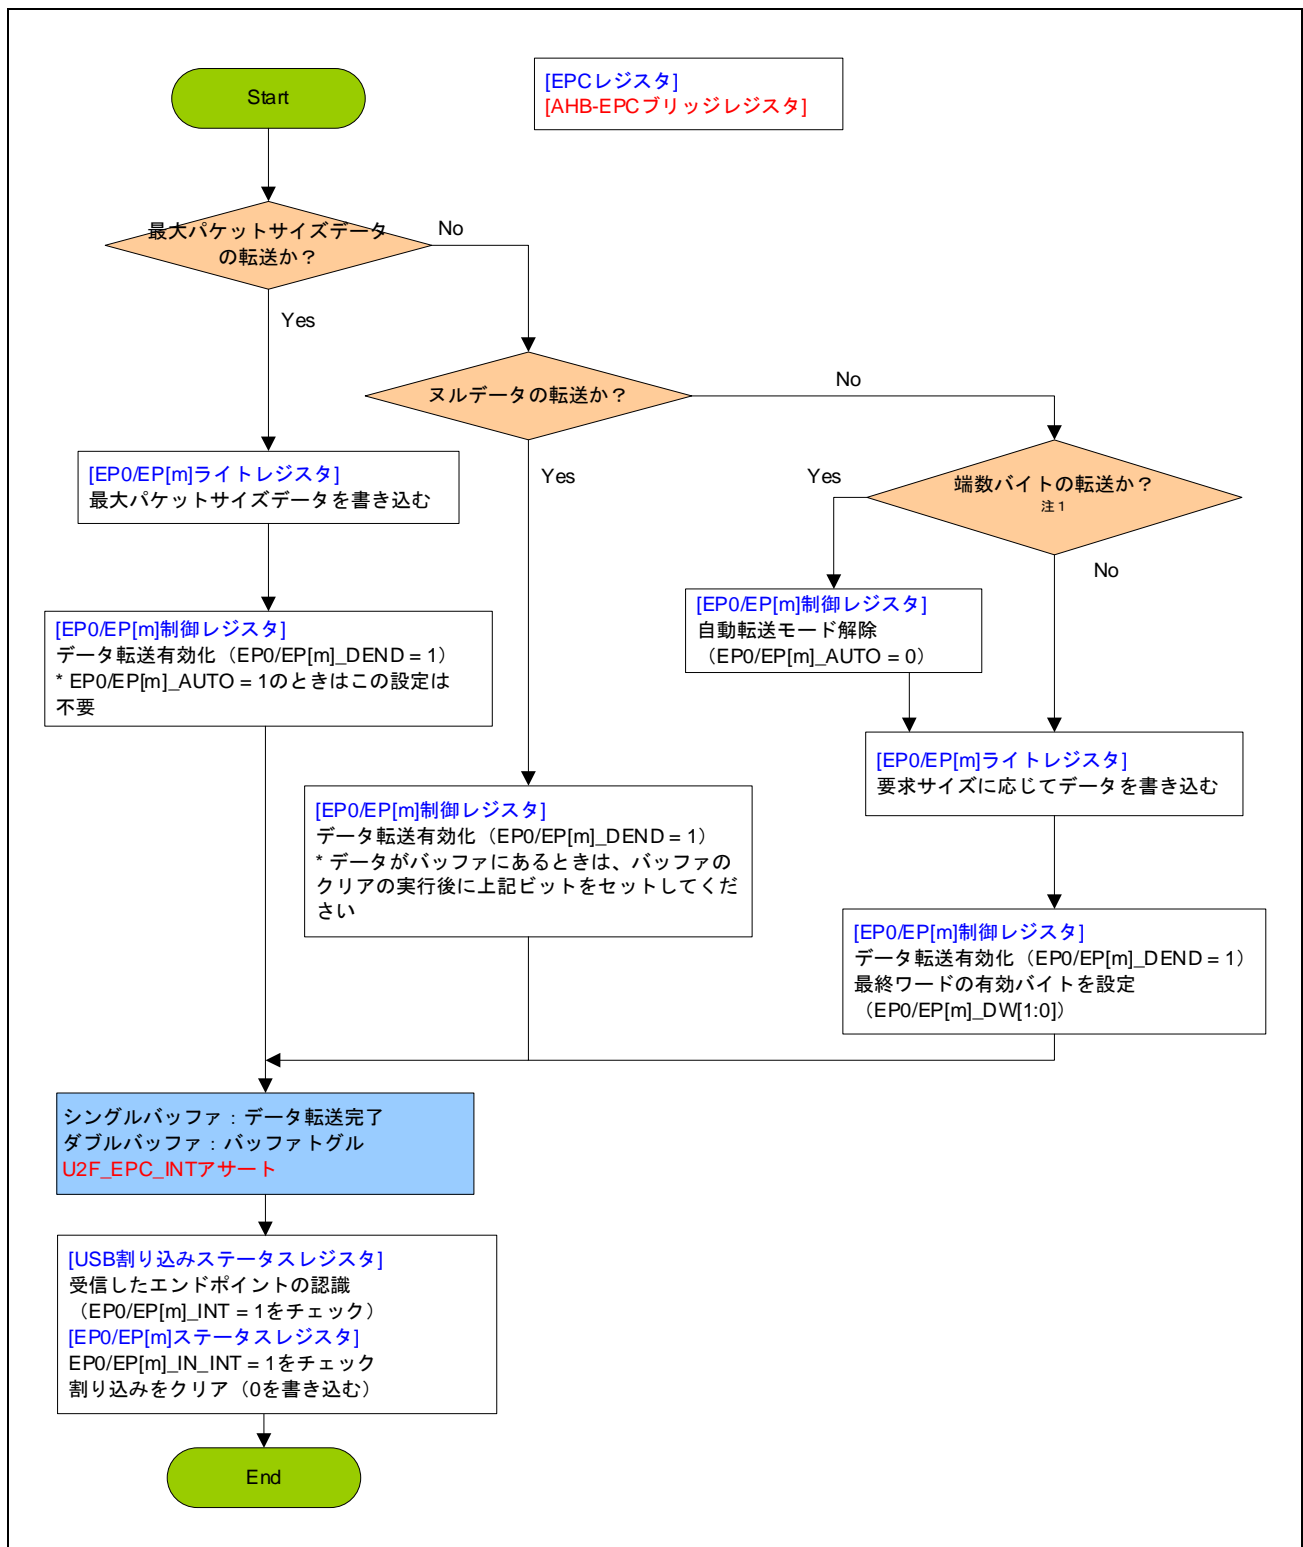 Start
[EPCレジスタ]
[AHB-EPCブリッジレジスタ]
最大パケットサイズデータ
の転送か？
No
Yes
ヌルデータの転送か？
No
Yes
端数バイトの転送か？
注１
Yes
No
[EP0/EP[m]ライトレジスタ]
最大パケットサイズデータを書き込む
[EP0/EP[m]制御レジスタ]
データ転送有効化（EP0/EP[m]_DEND = 1）
* EP0/EP[m]_AUTO = 1のときはこの設定は
不要
[EP0/EP[m]制御レジスタ]
自動転送モード解除
（EP0/EP[m]_AUTO = 0）
[EP0/EP[m]ライトレジスタ]
要求サイズに応じてデータを書き込む
[EP0/EP[m]制御レジスタ]
データ転送有効化（EP0/EP[m]_DEND = 1）
* データがバッファにあるときは、バッファの
クリアの実行後に上記ビットをセットしてくだ
さい
[EP0/EP[m]制御レジスタ]
データ転送有効化（EP0/EP[m]_DEND = 1）
最終ワードの有効バイトを設定
（EP0/EP[m]_DW[1:0]）
シングルバッファ：データ転送完了
ダブルバッファ：バッファトグル
U2F_EPC_INTアサート
[USB割り込みステータスレジスタ]
受信したエンドポイントの認識
（EP0/EP[m]_INT = 1をチェック）
[EP0/EP[m]ステータスレジスタ]
EP0/EP[m]_IN_INT = 1をチェック
割り込みをクリア（0を書き込む）
End